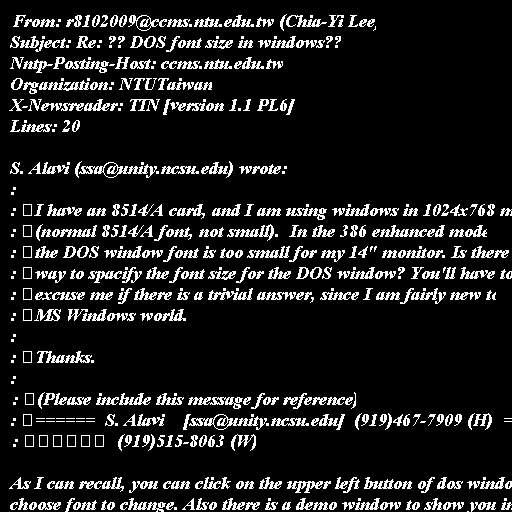 From: r8102009@ccms.ntu.edu.tw (Chia-Yi Lee
Subject: Re: ?? DOS font size in windows??
Nntp-Posting-Host: ccms.ntu.edu.tw
Organization: NTUTaiwan
X-Newsreader: TIN [version 1.1 PL6]
Lines: 20

S. Alavi (ssa@unity.ncsu.edu) wrote:
:
: □I have an 8514/A card, and I am using windows in 1024x768 m
: □(normal 8514/A font, not small).  In the 386 enhanced mode
: □the DOS window font is too small for my 14" monitor. Is there
: □way to spacify the font size for the DOS window? You'll have to
: □excuse me if there is a trivial answer, since I am fairly new to
: □MS Windows world.
:
: □Thanks.
:
: □(Please include this message for reference)
: □======  S. Alavi    [ssa@unity.ncsu.edu]  (919)467-7909 (H)  =
: □□□□□□  (919)515-8063 (W)

As I can recall, you can click on the upper left button of dos windo
choose font to change. Also there is a demo window to show you in